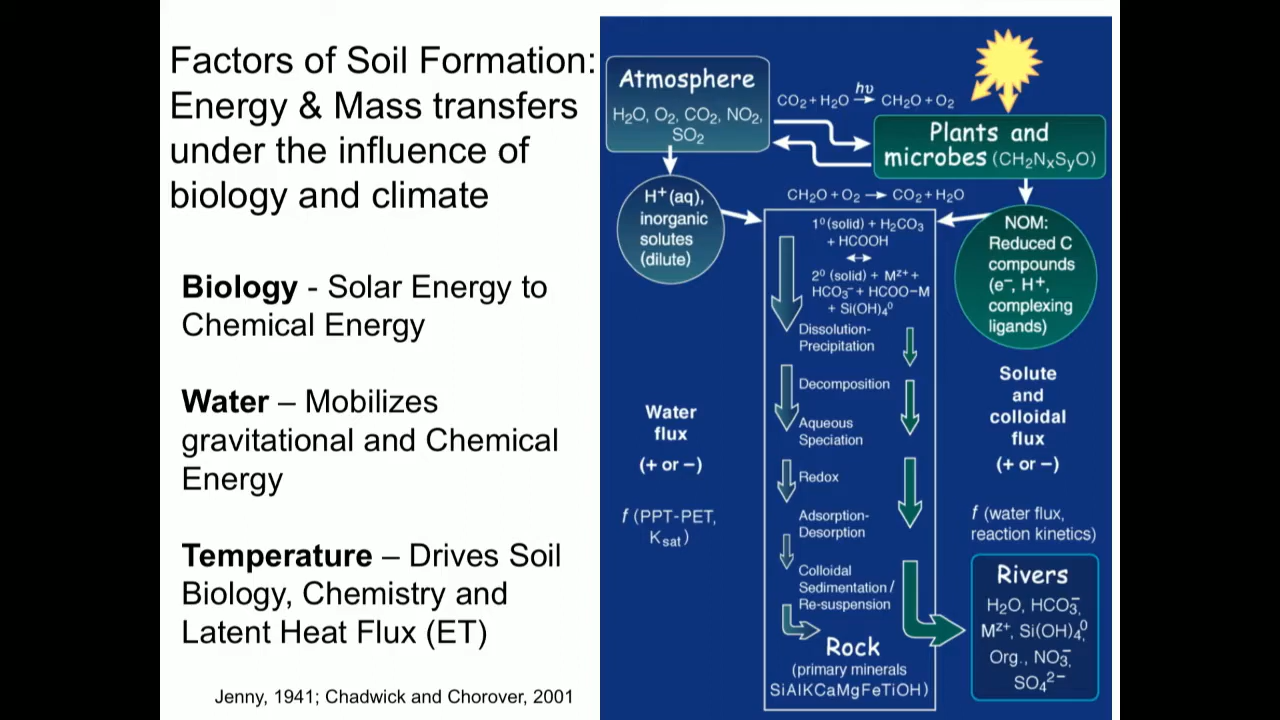 Factors of Soil Formation:
Energy & Mass transfers
under the influence of
biology and climate
Biology - Solar Energy to
Chemical Energy
Water – Mobilizes
gravitational and Chemical
Energy
Temperature – Drives Soil
Biology, Chemistry and
Latent Heat Flux (ET)
Jenny, 1941; Chadwick and Chorover, 2001
Atmosphere
H₂O, O₂, CO₂, NO₂,
SO₂
CO₂ + H₂O hυ → CH₂O + O₂
Plants and
microbes (CH₂NₓSᵧO)
CH₂O + O₂ → CO₂ + H₂O
H⁺(aq),
inorganic
solutes
(dilute)
1⁰ (solid) + H₂CO₃
+ HCOOH
↔
2⁰ (solid) + Mᶻ⁺ +
HCO₃⁻ + HCOO–M
+ Si(OH)₄⁰
NOM:
Reduced C
compounds
(e⁻, H⁺,
complexing
ligands)
Dissolution-
Precipitation
Decomposition
Aqueous
Speciation
Redox
Adsorption-
Desorption
Colloidal
Sedimentation /
Re-suspension
Rock
(primary minerals
SiAlKCaMgFeTiOH)
Water
flux
(+ or –)
f (PPT-PET,
Ksat)
Solute
and
colloidal
flux
(+ or –)
f (water flux,
reaction kinetics)
Rivers
H₂O, HCO₃⁻,
Mᶻ⁺, Si(OH)₄⁰,
Org., NO₃⁻,
SO₄²⁻